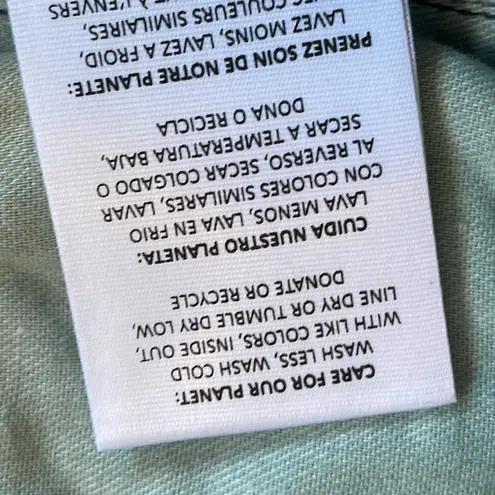 CARE FOR OUR PLANET:
WASH LESS, WASH COLD
WITH LIKE COLORS, INSIDE OUT,
LINE DRY OR TUMBLE DRY LOW,
DONATE OR RECYCLE
CUIDA NUESTRO PLANETA:
LAVA MENOS, LAVA EN FRIO
CON COLORES SIMILARES, LAVAR
AL REVERSO, SECAR COLGADO O
SECAR A TEMPERATURA BAJA,
DONA O RECICLA
PRENEZ SOIN DE NOTRE PLANETE:
LAVEZ MOINS, LAVEZ A FROID,
COULEURS SIMILAIRES,
À L'ENVERS